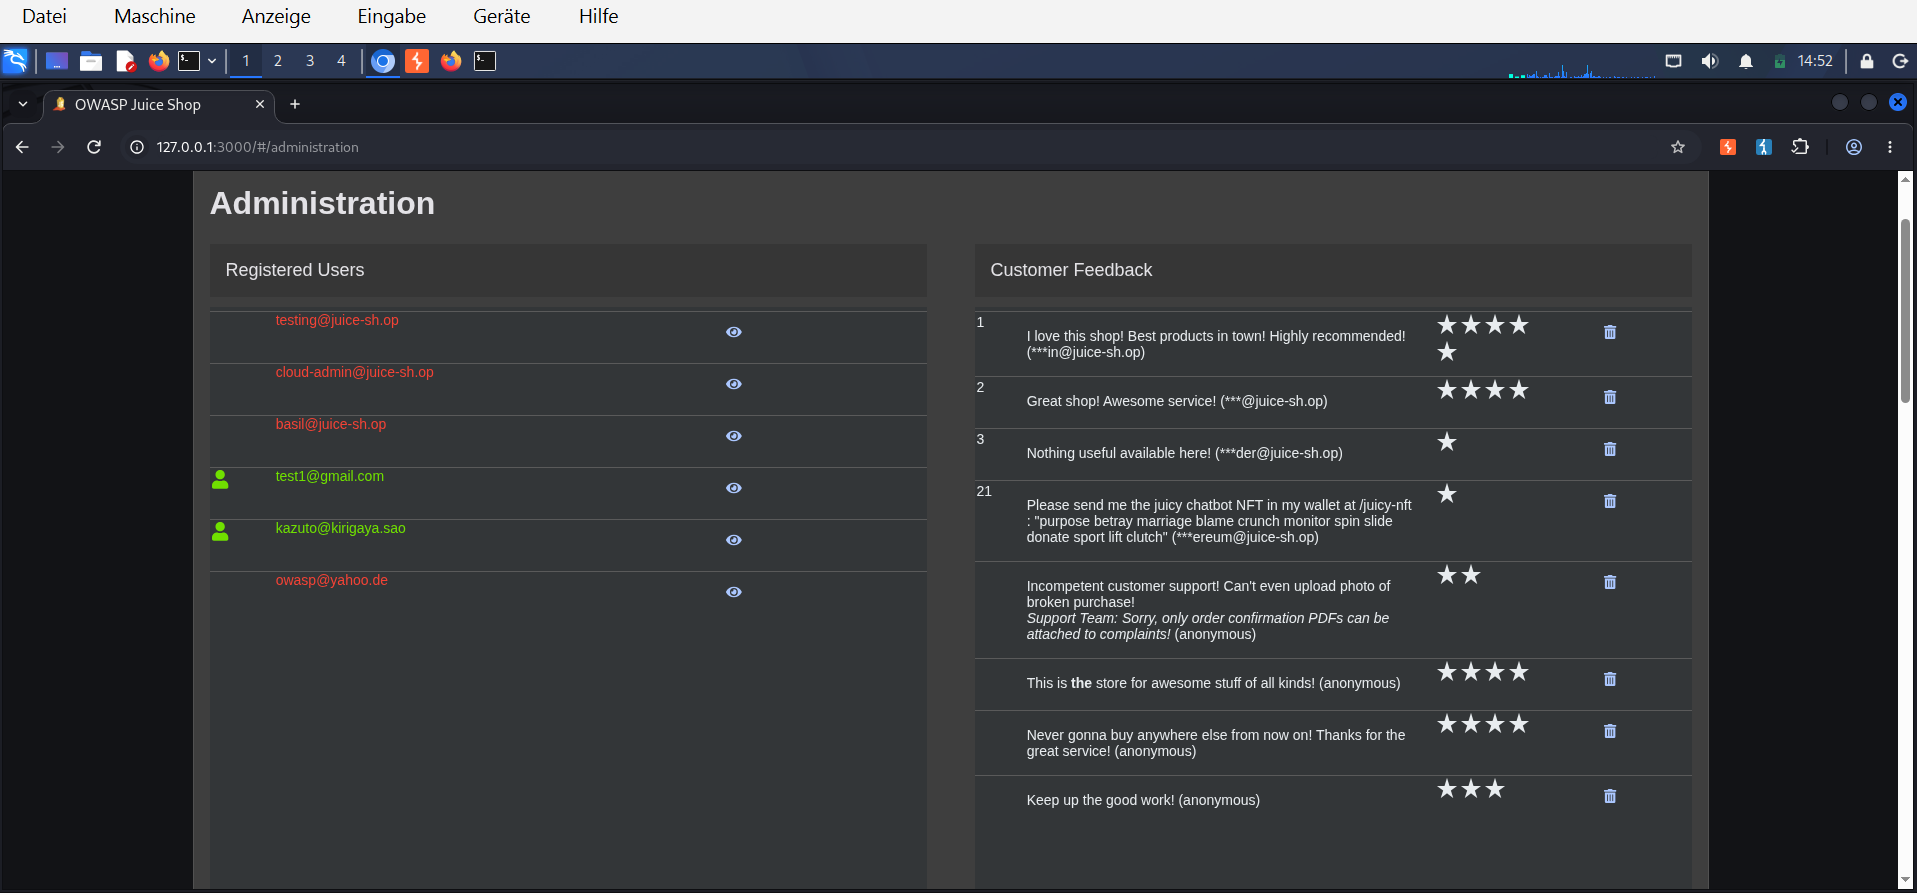 Datei Maschine Anzeige Eingabe Geräte Hilfe
1 2 3 4 14:52
OWASP Juice Shop
127.0.0.1:3000/#/administration
Administration
Registered Users
testing@juice-sh.op
cloud-admin@juice-sh.op
basil@juice-sh.op
test1@gmail.com
kazuto@kirigaya.sao
owasp@yahoo.de
Customer Feedback
1
I love this shop! Best products in town! Highly recommended!
(***in@juice-sh.op)
2
Great shop! Awesome service! (***@juice-sh.op)
3
Nothing useful available here! (***der@juice-sh.op)
21
Please send me the juicy chatbot NFT in my wallet at /juicy-nft
: "purpose betray marriage blame crunch monitor spin slide
donate sport lift clutch" (***ereum@juice-sh.op)
Incompetent customer support! Can't even upload photo of
broken purchase!
Support Team: Sorry, only order confirmation PDFs can be
attached to complaints! (anonymous)
This is the store for awesome stuff of all kinds! (anonymous)
Never gonna buy anywhere else from now on! Thanks for the
great service! (anonymous)
Keep up the good work! (anonymous)